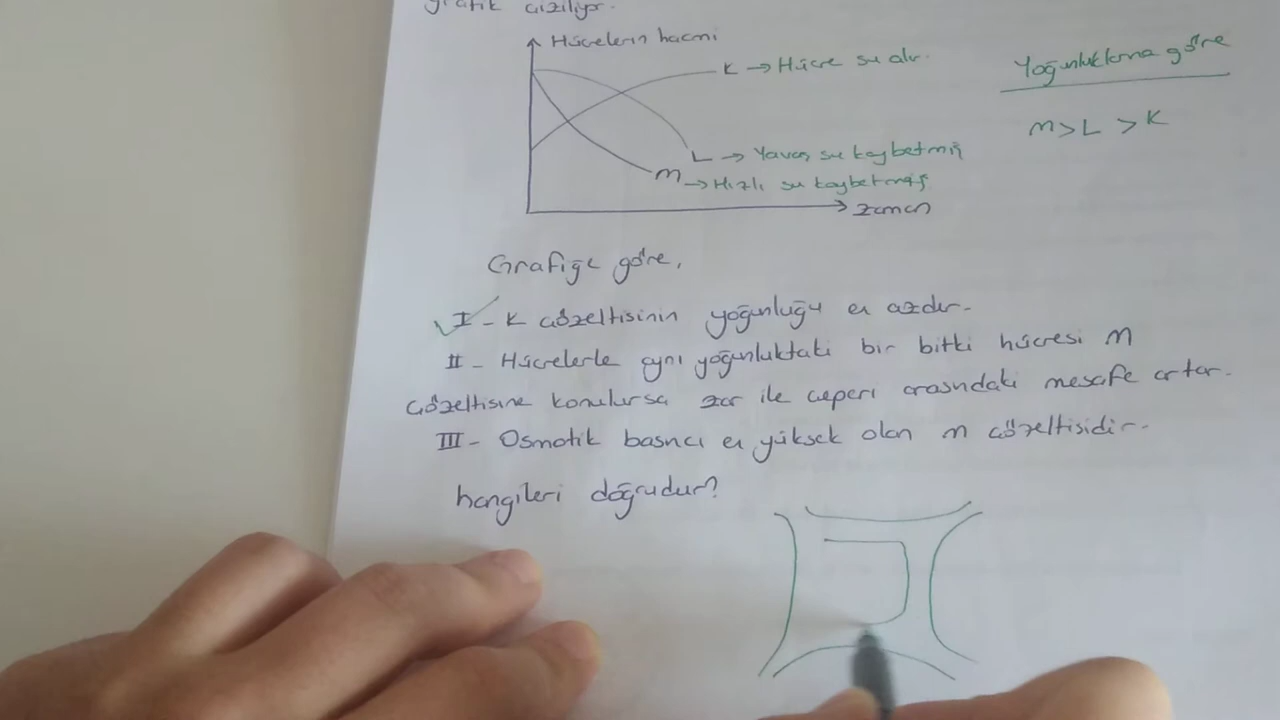 grafik çiziliyor.
Hücrelerin hacmi
K → Hücre su alır.
Yoğunluklarına göre
m > L > K
L → Yavaş su kaybetmiş
m → Hızlı su kaybetmiş
zaman
Grafiğe göre,
I - K çözeltisinin yoğunluğu en azdır.
II - Hücrelerle aynı yoğunluktaki bir bitki hücresi m
çözeltisine konulursa zar ile çeperi arasındaki mesafe artar.
III - Osmotik basıncı en yüksek olan m çözeltisidir.
hangileri doğrudur?